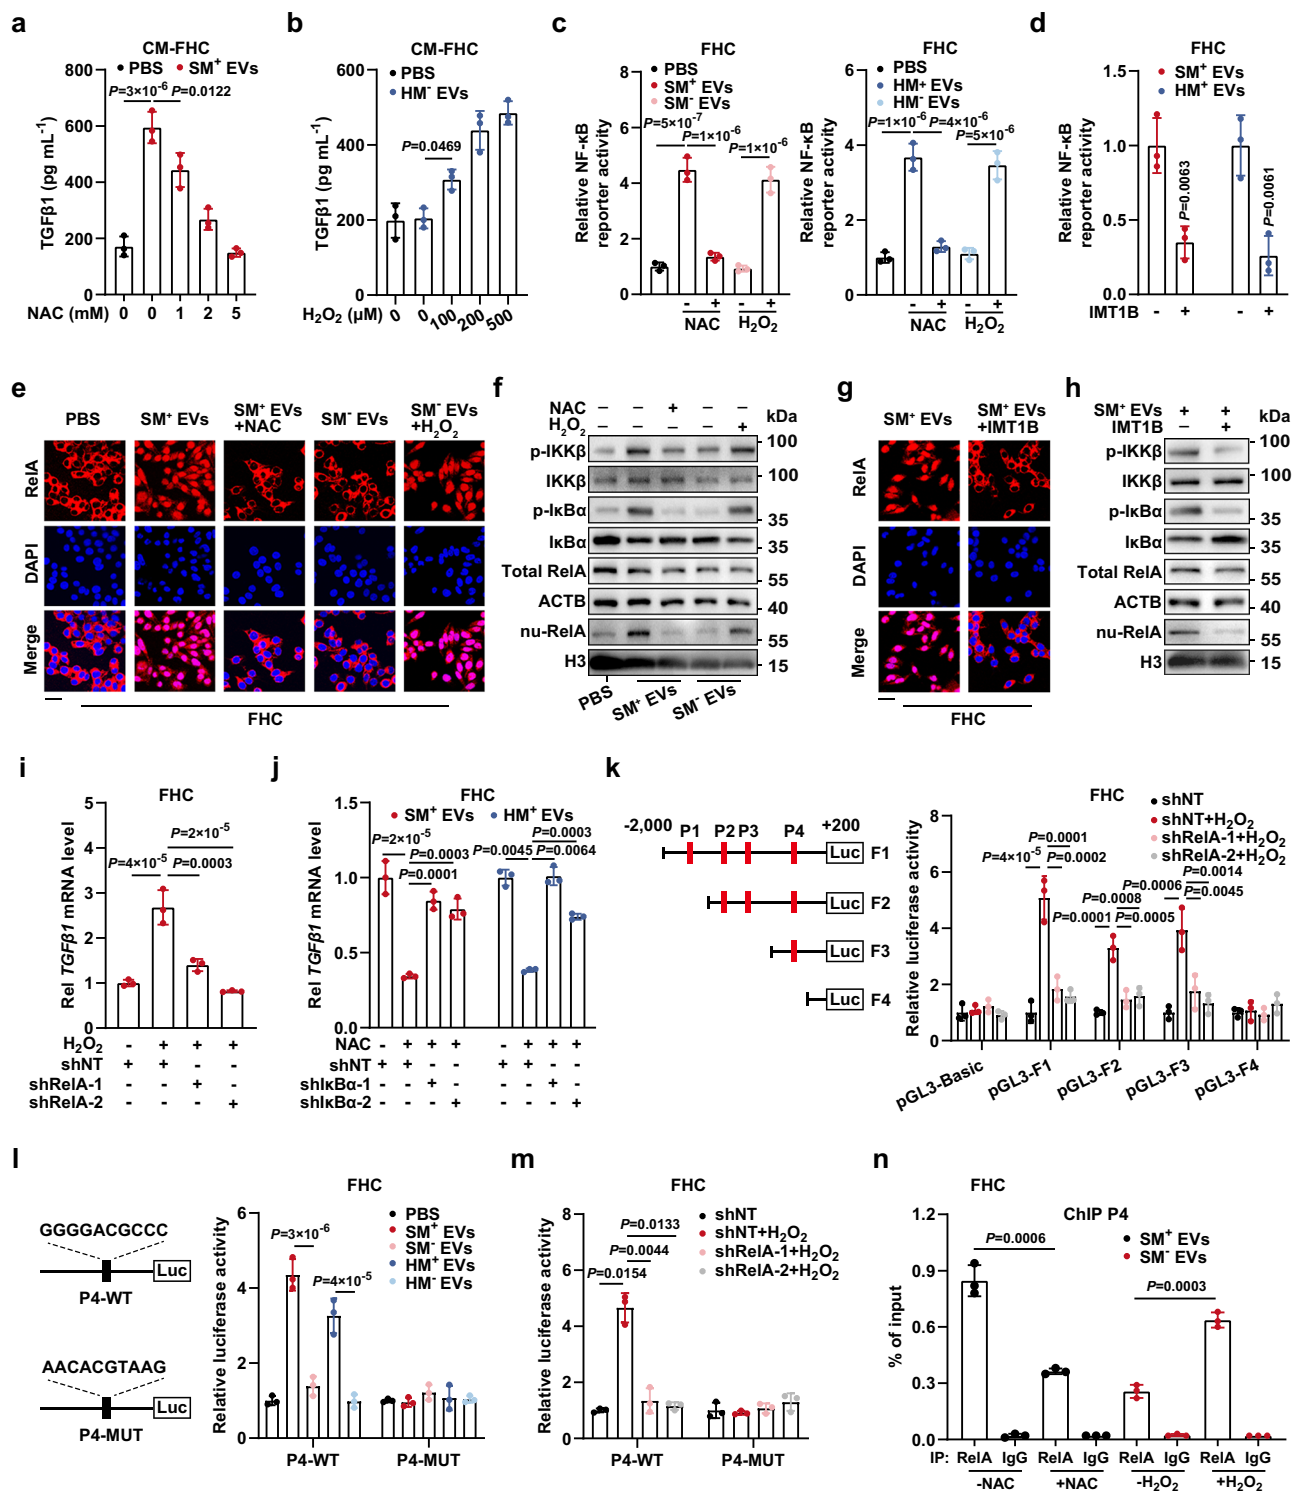 a
CM-FHC
PBS SM⁺ EVs
P=3×10⁻⁶ P=0.0122
TGFβ1 (pg mL⁻¹)
800
600
400
200
0
NAC (mM) 0 0 1 2 5
b
CM-FHC
PBS
HM⁻ EVs
P=0.0469
TGFβ1 (pg mL⁻¹)
600
400
200
0
H₂O₂ (μM) 0 0 100 200 500
c
FHC
PBS
SM⁺ EVs
SM⁻ EVs
P=5×10⁻⁷
P=1×10⁻⁶ P=1×10⁻⁶
Relative NF-κB
reporter activity
8
6
4
2
0
- + - +
NAC H₂O₂
FHC
PBS
HM+ EVs
HM⁻ EVs
P=1×10⁻⁶ P=4×10⁻⁶
P=5×10⁻⁶
Relative NF-κB
reporter activity
6
4
2
0
- + - +
NAC H₂O₂
d
FHC
SM⁺ EVs
HM⁺ EVs
P=0.0063
P=0.0061
Relative NF-κB
reporter activity
1.5
1.0
0.5
0.0
IMT1B - + - +
e
PBS SM⁺ EVs SM⁺ EVs +NAC SM⁻ EVs SM⁻ EVs +H₂O₂
RelA
DAPI
Merge
FHC
f
NAC – – + – –
H₂O₂ – – – – +
kDa
p-IKKβ 100
IKKβ 100
p-IκBα 35
IκBα 35
Total RelA 55
ACTB 40
nu-RelA 55
H3 15
PBS SM⁺ EVs SM⁻ EVs
g
SM⁺ EVs SM⁺ EVs +IMT1B
RelA
DAPI
Merge
FHC
h
SM⁺ EVs + +
IMT1B – +
kDa
p-IKKβ 100
IKKβ 100
p-IκBα 35
IκBα 35
Total RelA 55
ACTB 40
nu-RelA 55
H3 15
i
FHC
P=2×10⁻⁵
P=4×10⁻⁵ P=0.0003
Rel TGFβ1 mRNA level
5
4
3
2
1
0
H₂O₂ - + + +
shNT + + - -
shRelA-1 - - + -
shRelA-2 - - - +
j
FHC
SM⁺ EVs HM⁺ EVs
P=2×10⁻⁵ P=0.0003
P=0.0003 P=0.0001
P=0.0045 P=0.0064
Rel TGFβ1 mRNA level
1.5
1.0
0.5
0.0
NAC - + + + - + + +
shNT + + - - + + - -
shIκBα-1 - - + - - - + -
shIκBα-2 - - - + - - - +
k
-2,000 P1 P2 P3 P4 +200
Luc F1
Luc F2
Luc F3
Luc F4
FHC
shNT
shNT+H₂O₂
shRelA-1+H₂O₂
shRelA-2+H₂O₂
P=0.0001
P=4×10⁻⁵ P=0.0002
P=0.0014
P=0.0006 P=0.0045
P=0.0008
P=0.0001 P=0.0005
Relative luciferase activity
8
6
4
2
0
pGL3-Basic pGL3-F1 pGL3-F2 pGL3-F3 pGL3-F4
l
GGGGACGCCC
Luc
P4-WT
AACACGTAAG
Luc
P4-MUT
FHC
PBS
SM⁺ EVs
SM⁻ EVs
HM⁺ EVs
HM⁻ EVs
P=3×10⁻⁶
P=4×10⁻⁵
Relative luciferase activity
6
4
2
0
P4-WT P4-MUT
m
FHC
shNT
shNT+H₂O₂
shRelA-1+H₂O₂
shRelA-2+H₂O₂
P=0.0133
P=0.0044
P=0.0154
Relative luciferase activity
8
6
4
2
0
P4-WT P4-MUT
n
FHC
ChIP P4
SM⁺ EVs
SM⁻ EVs
P=0.0006
P=0.0003
% of input
1.2
0.9
0.6
0.3
0.0
IP: RelA IgG RelA IgG RelA IgG RelA IgG
-NAC +NAC -H₂O₂ +H₂O₂